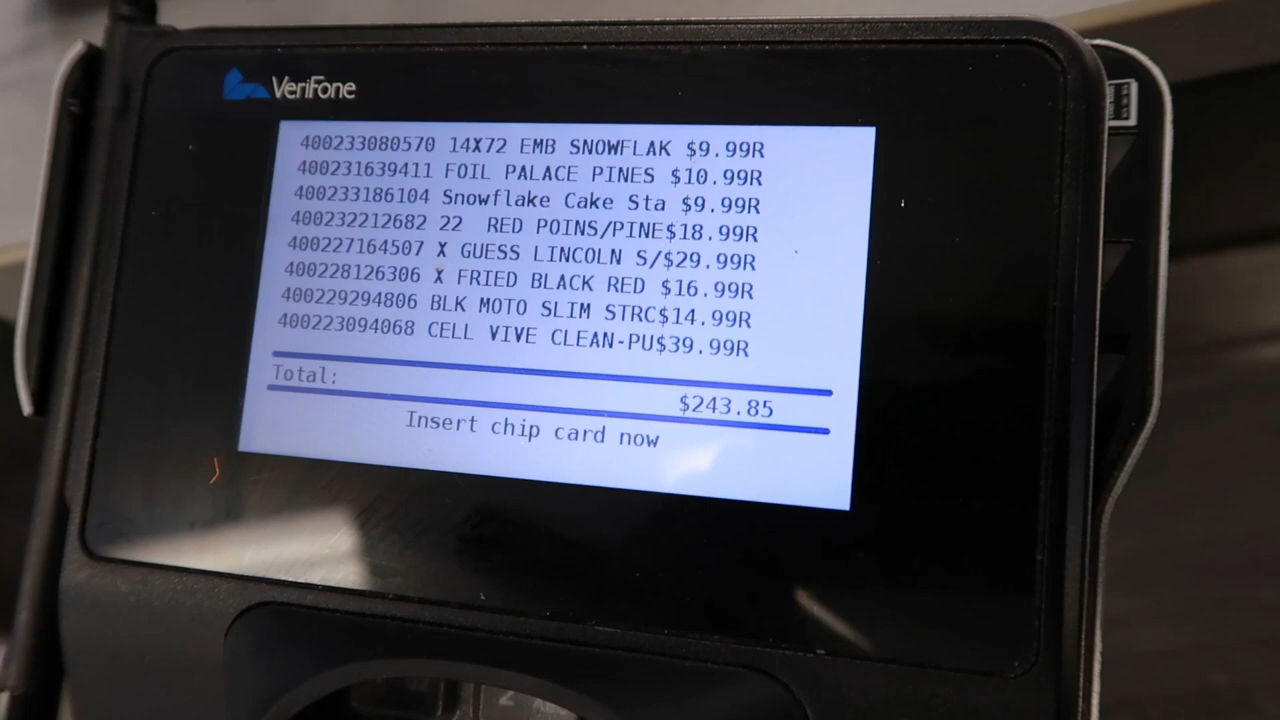 VeriFone
400233080570 14X72 EMB SNOWFLAK $9.99R
400231639411 FOIL PALACE PINES $10.99R
400233186104 Snowflake Cake Sta $9.99R
400232212682 22  RED POINS/PINE$18.99R
400227164507 X GUESS LINCOLN S/$29.99R
400228126306 X FRIED BLACK RED $16.99R
400229294806 BLK MOTO SLIM STRC$14.99R
400223094068 CELL VIVE CLEAN-PU$39.99R
Total:
$243.85
Insert chip card now
2